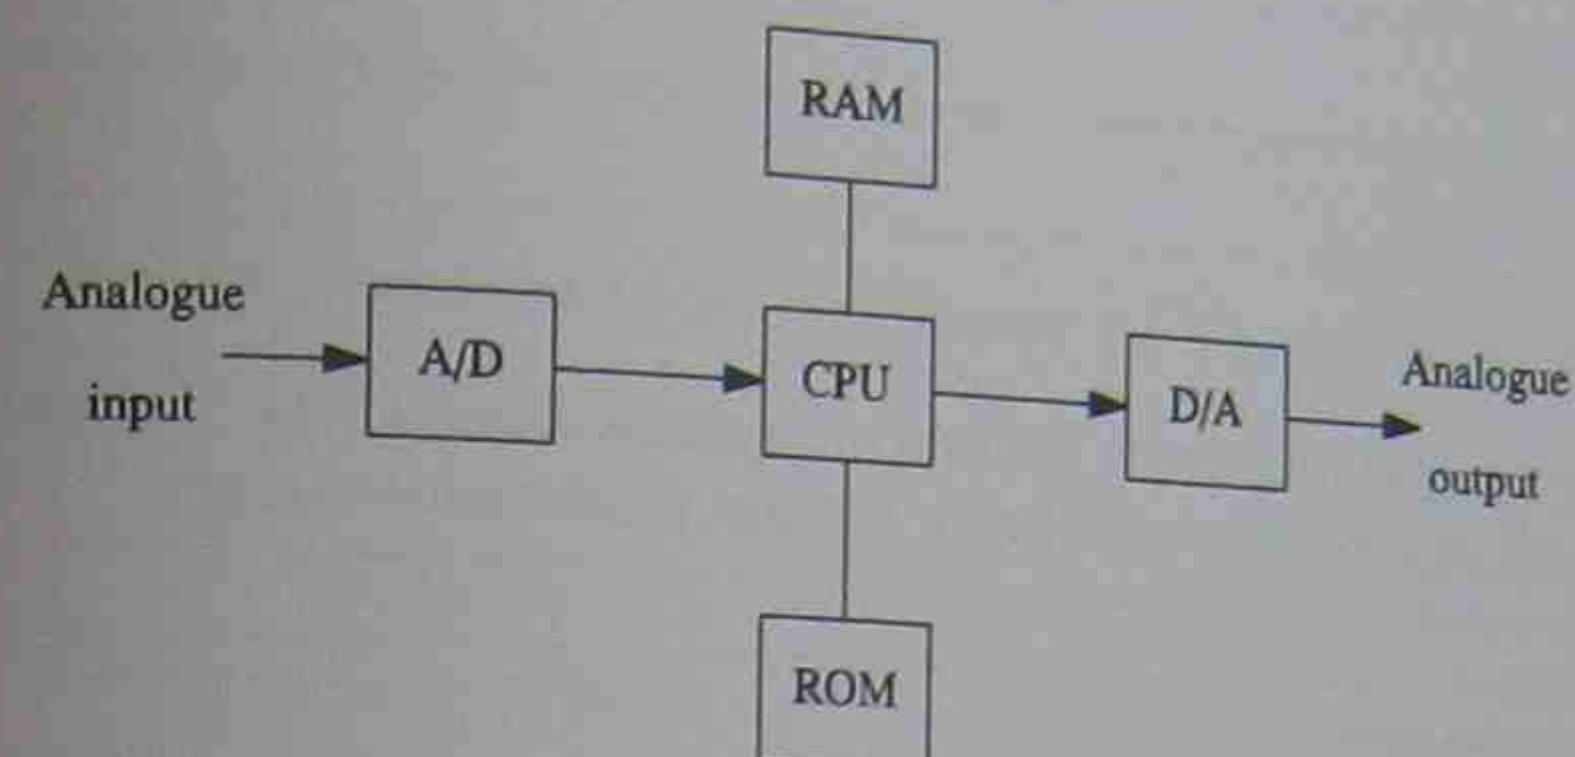 RAM
Analogue
input
A/D
CPU
D/A
Analogue
output
ROM